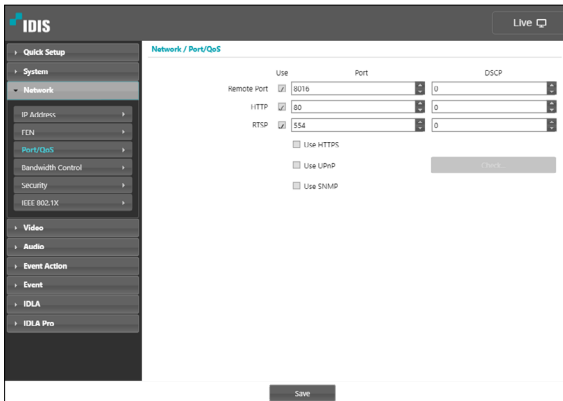 IDIS
Live
Quick Setup
System
Network
IP Address
FEN
Port/QoS
Bandwidth Control
Security
IEEE 802.1X
Video
Audio
Event Action
Event
IDLA
IDLA Pro
Network / Port/QoS
Use Port DSCP
Remote Port 8016 0
HTTP 80 0
RTSP 554 0
Use HTTPS
Use UPnP Check...
Use SNMP
Save